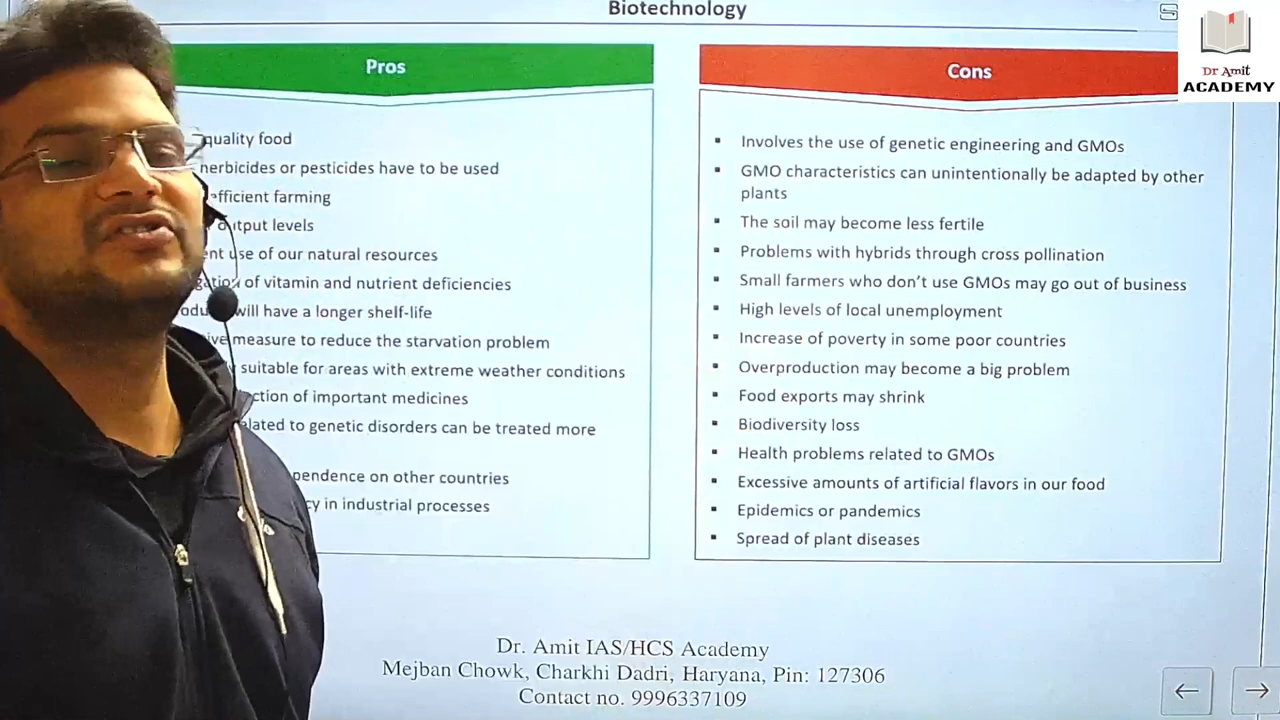 Biotechnology
Dr Amit
ACADEMY
Pros
quality food
herbicides or pesticides have to be used
efficient farming
output levels
use of our natural resources
of vitamin and nutrient deficiencies
will have a longer shelf-life
measure to reduce the starvation problem
suitable for areas with extreme weather conditions
of important medicines
to genetic disorders can be treated more
on other countries
in industrial processes
Cons
▪ Involves the use of genetic engineering and GMOs
▪ GMO characteristics can unintentionally be adapted by other
plants
▪ The soil may become less fertile
▪ Problems with hybrids through cross pollination
▪ Small farmers who don’t use GMOs may go out of business
▪ High levels of local unemployment
▪ Increase of poverty in some poor countries
▪ Overproduction may become a big problem
▪ Food exports may shrink
▪ Biodiversity loss
▪ Health problems related to GMOs
▪ Excessive amounts of artificial flavors in our food
▪ Epidemics or pandemics
▪ Spread of plant diseases
Dr. Amit IAS/HCS Academy
Mejban Chowk, Charkhi Dadri, Haryana, Pin: 127306
Contact no. 9996337109